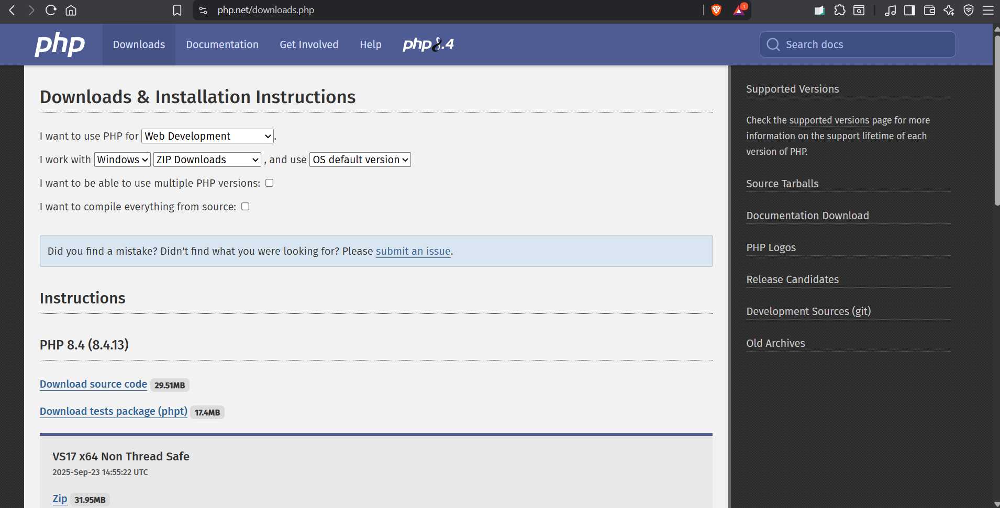 php.net/downloads.php
1
php
Downloads
Documentation
Get Involved
Help
php8.4
Search docs
Downloads & Installation Instructions
I want to use PHP for Web Development.
I work with Windows ZIP Downloads , and use OS default version
I want to be able to use multiple PHP versions:
I want to compile everything from source:
Did you find a mistake? Didn't find what you were looking for? Please submit an issue.
Instructions
PHP 8.4 (8.4.13)
Download source code 29.51MB
Download tests package (phpt) 17.4MB
VS17 x64 Non Thread Safe
2025-Sep-23 14:55:22 UTC
Zip 31.95MB
Supported Versions
Check the supported versions page for more
information on the support lifetime of each
version of PHP.
Source Tarballs
Documentation Download
PHP Logos
Release Candidates
Development Sources (git)
Old Archives